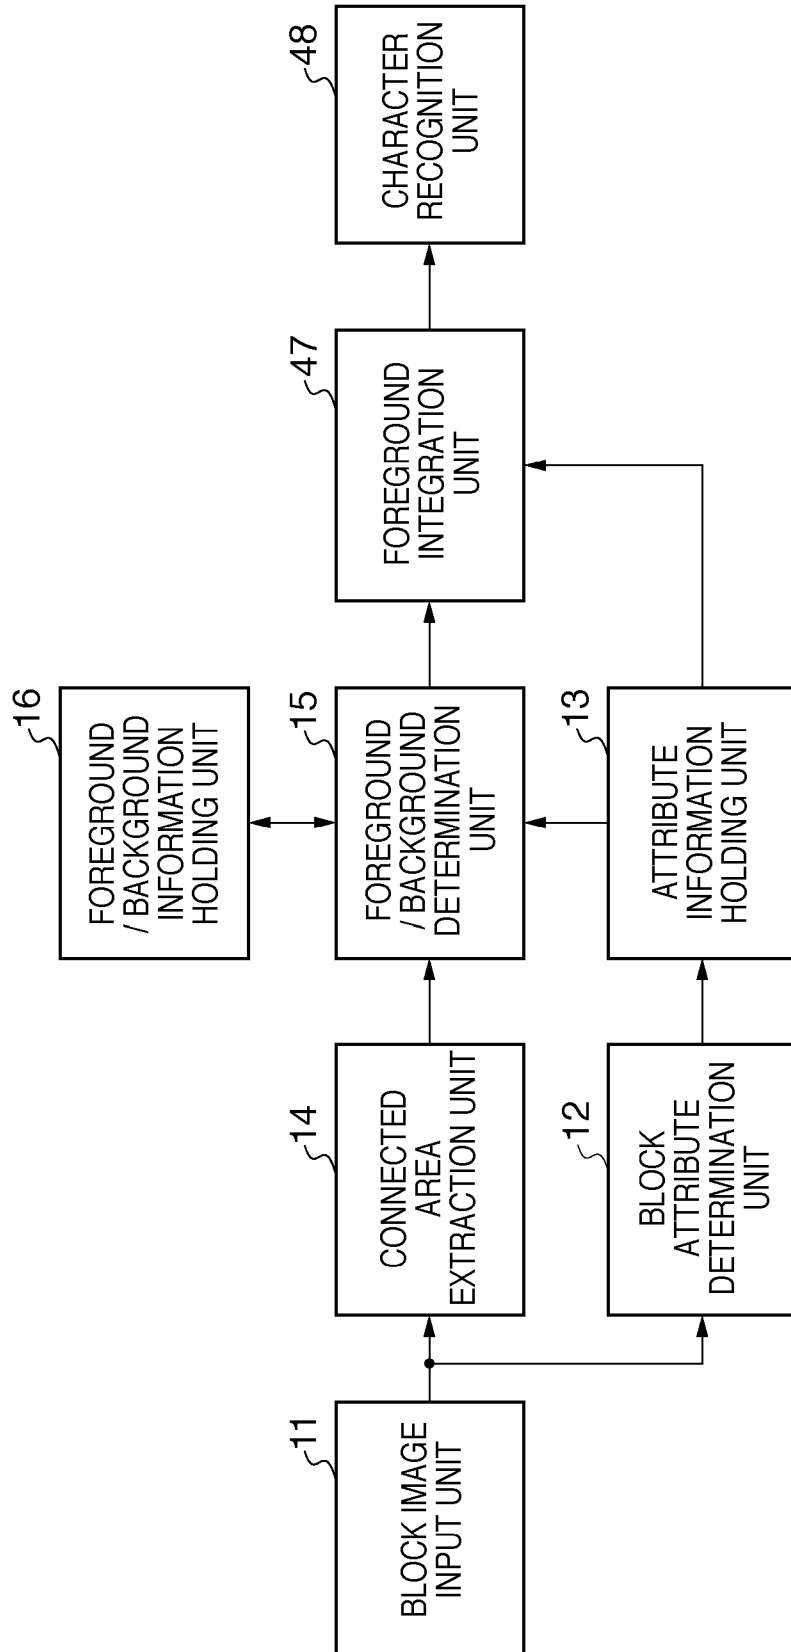 16
FOREGROUND
/ BACKGROUND
INFORMATION
HOLDING UNIT
11
BLOCK IMAGE
INPUT UNIT
14
CONNECTED
AREA
EXTRACTION UNIT
15
FOREGROUND
/ BACKGROUND
DETERMINATION
UNIT
47
FOREGROUND
INTEGRATION
UNIT
48
CHARACTER
RECOGNITION
UNIT
12
BLOCK
ATTRIBUTE
DETERMINATION
UNIT
13
ATTRIBUTE
INFORMATION
HOLDING UNIT